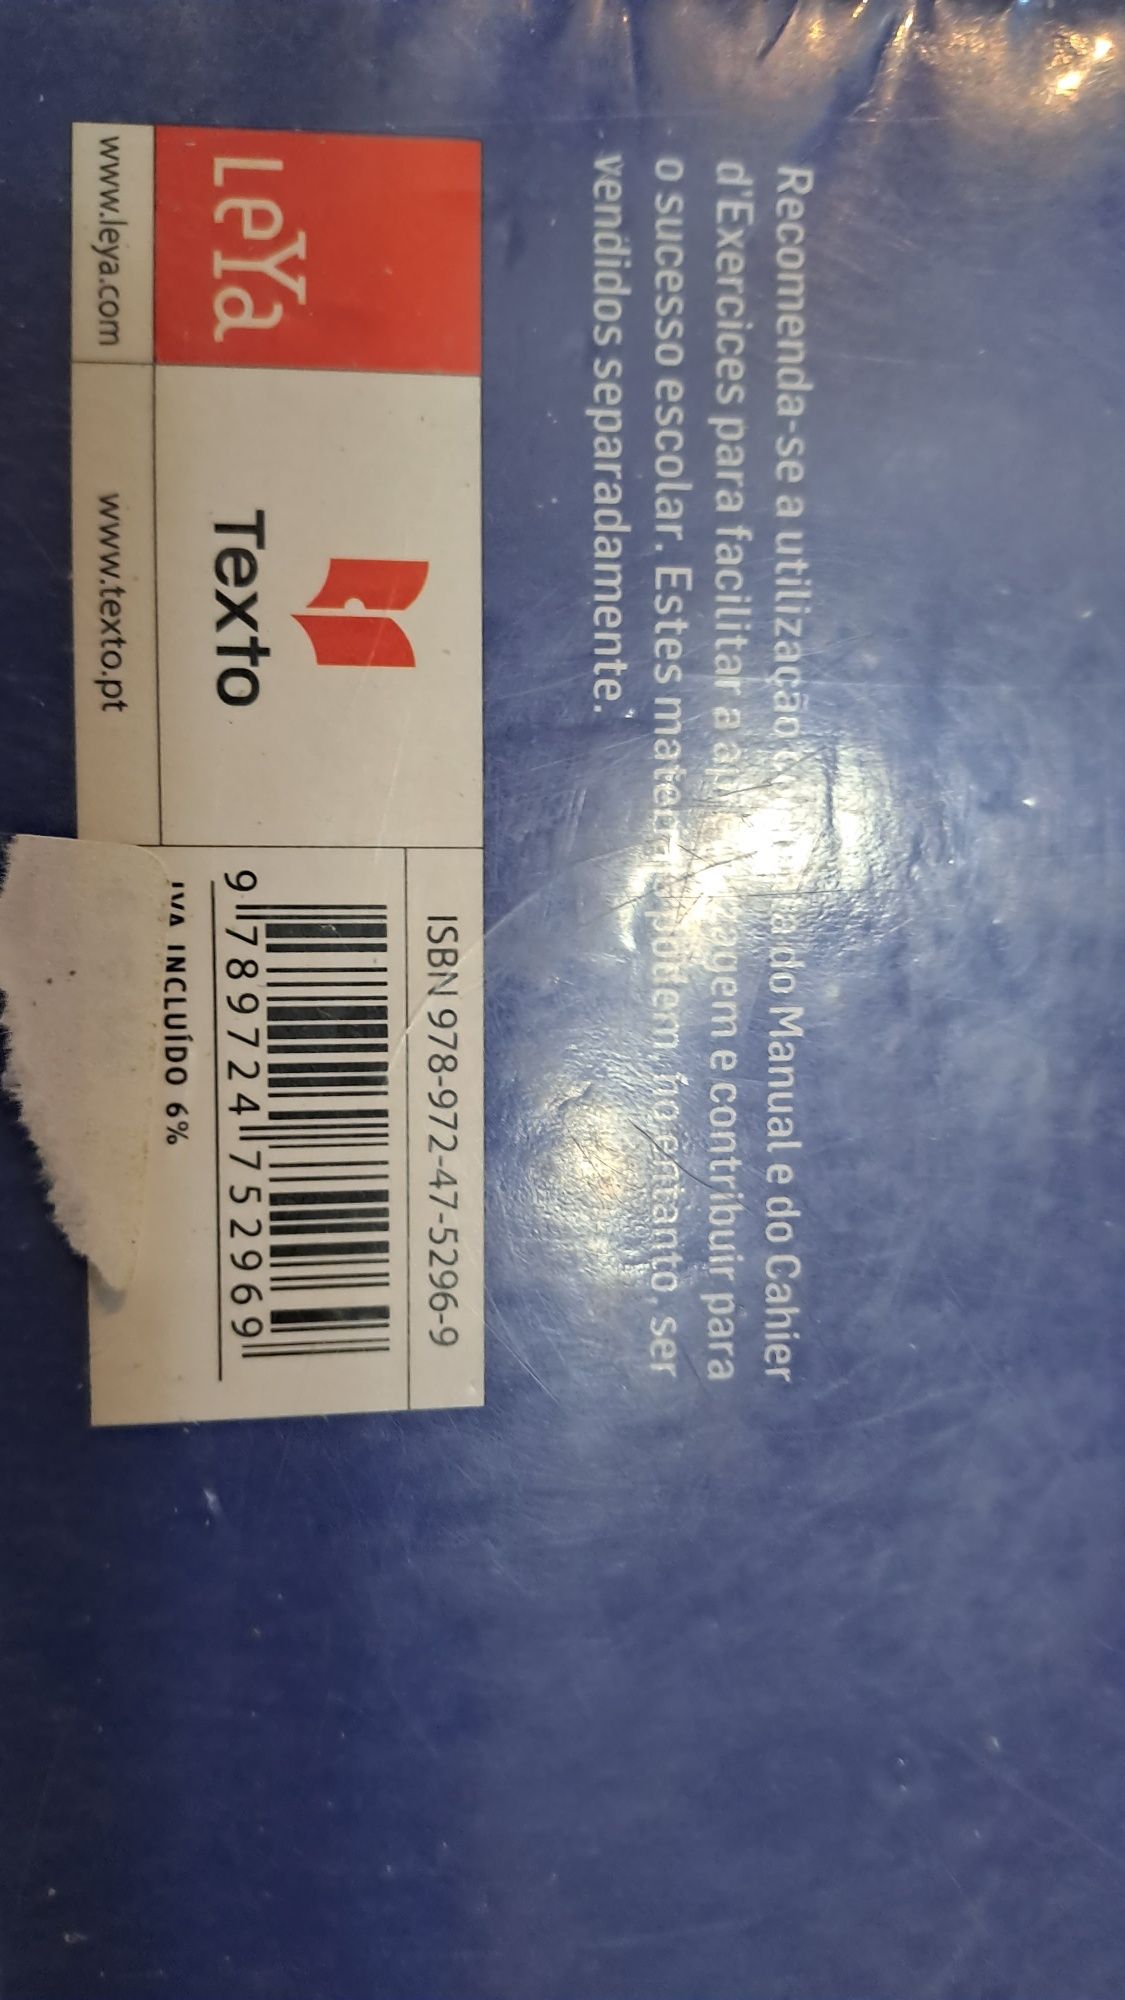 Recomenda-se a utilização do Manual e do Cahier
d'Exercices para facilitar a e contribuir para
o sucesso escolar. Estes podem, no entanto, ser
vendidos separadamente.
LeYa
Texto
ISBN 978-972-47-5296-9
9 789724 752969
IVA INCLUÍDO 6%
www.leya.com
www.texto.pt